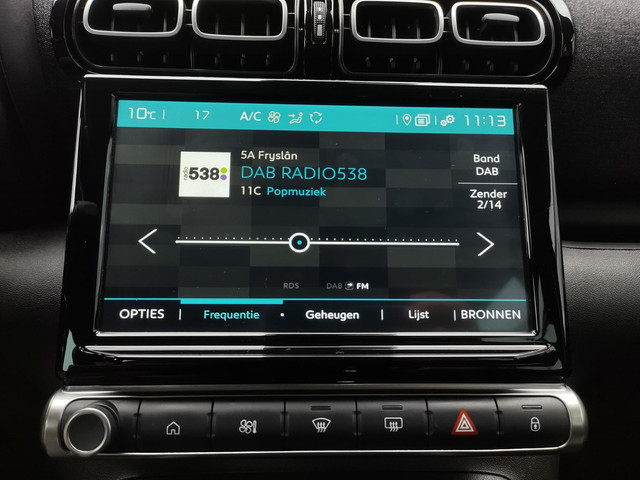 10°C 17 A/C 11:13
5A Fryslân
DAB RADIO538
11C Popmuziek
radio 538
Band
DAB
Zender
2/14
RDS DAB FM
OPTIES Frequentie Geheugen Lijst BRONNEN